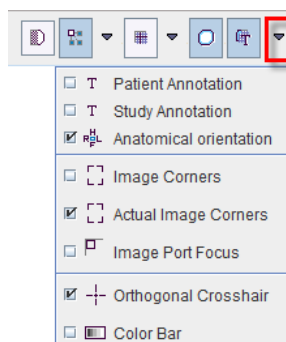 T Patient Annotation
T Study Annotation
R H F L Anatomical orientation
Image Corners
Actual Image Corners
Image Port Focus
Orthogonal Crosshair
Color Bar